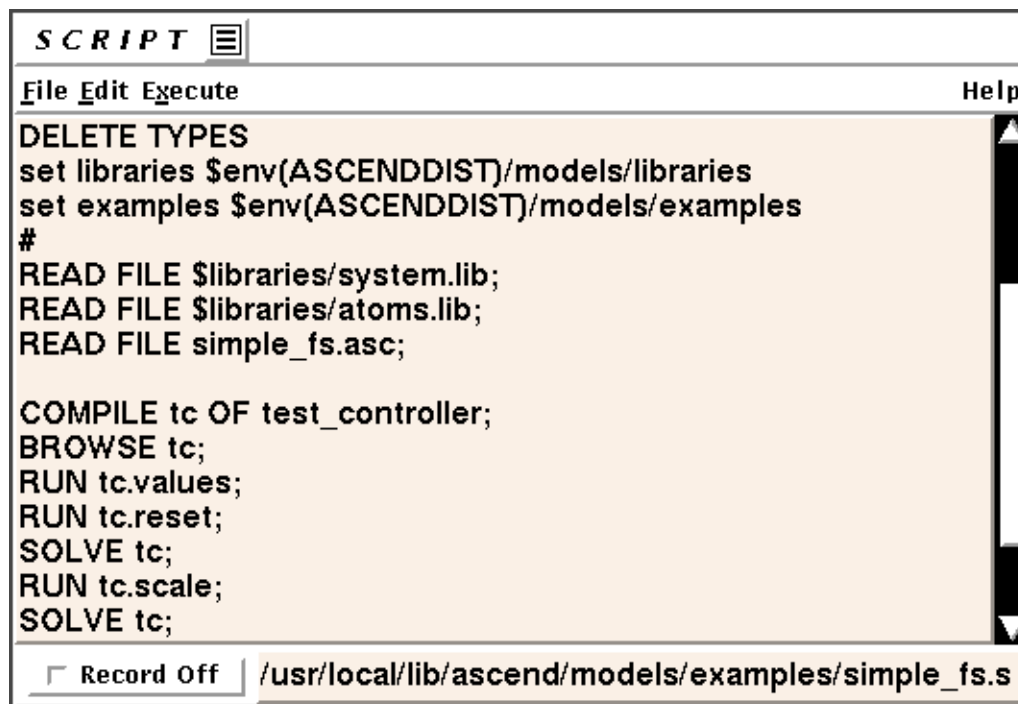 SCRIPT
File Edit Execute Help
DELETE TYPES
set libraries $env(ASCENDDIST)/models/libraries
set examples $env(ASCENDDIST)/models/examples
#
READ FILE $libraries/system.lib;
READ FILE $libraries/atoms.lib;
READ FILE simple_fs.asc;
COMPILE tc OF test_controller;
BROWSE tc;
RUN tc.values;
RUN tc.reset;
SOLVE tc;
RUN tc.scale;
SOLVE tc;
Record Off /usr/local/lib/ascend/models/examples/simple_fs.s